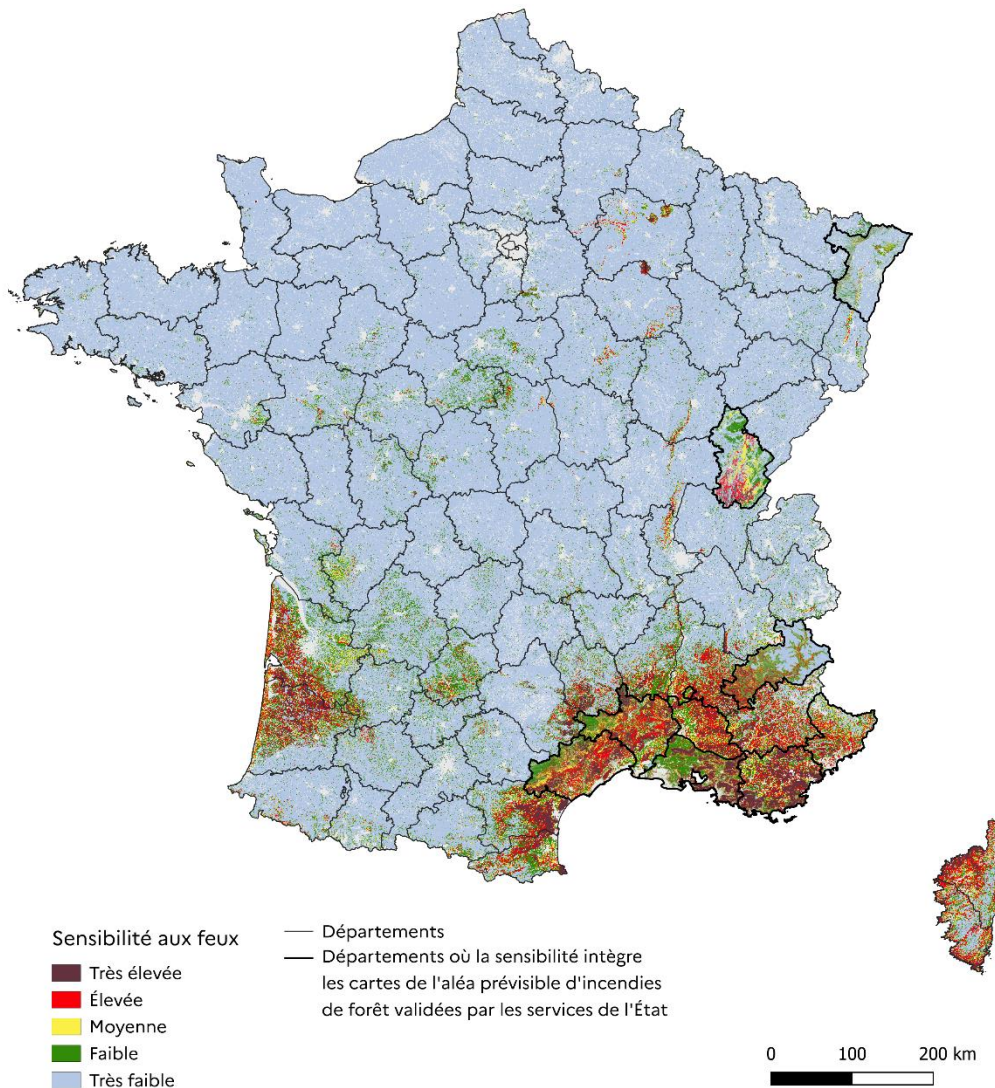 Sensibilité aux feux
Très élevée
Élevée
Moyenne
Faible
Très faible
Départements
Départements où la sensibilité intègre
les cartes de l'aléa prévisible d'incendies
de forêt validées par les services de l'État
0 100 200 km